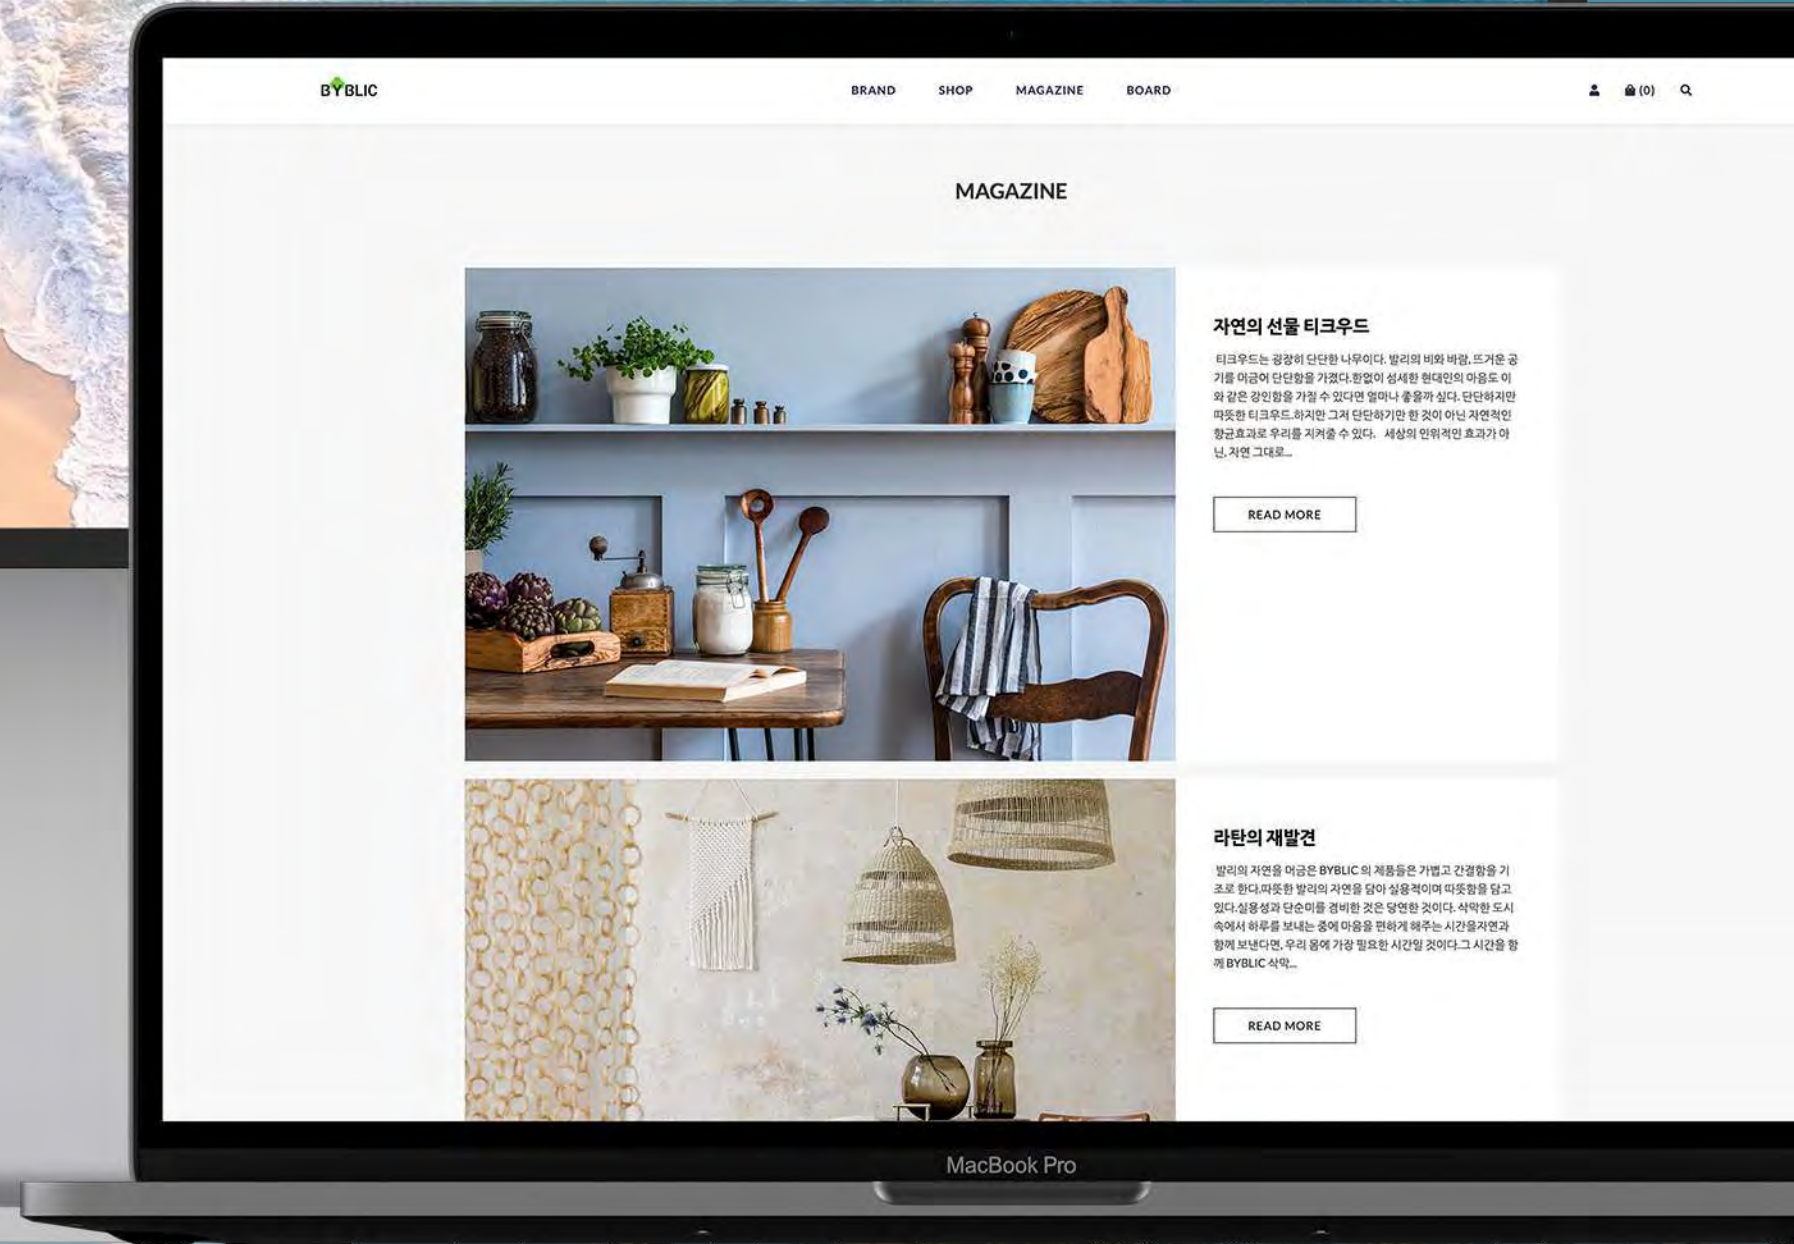 BYBLIC
BRAND
SHOP
MAGAZINE
BOARD
(0)
MAGAZINE
자연의 선물 티크우드
티크우드는 굉장히 단단한 나무이다. 발리의 비와 바람, 뜨거운 공
기를 머금어 단단함을 가졌다.한없이 섬세한 현대인의 마음도 이
와 같은 강인함을 가질 수 있다면 얼마나 좋을까 싶다. 단단하지만
따뜻한 티크우드.하지만 그저 단단하기만 한 것이 아닌 자연적인
항균효과로 우리를 지켜줄 수 있다. 세상의 인위적인 효과가 아
닌, 자연 그대로...
READ MORE
라탄의 재발견
발리의 자연을 머금은 BYBLIC 의 제품들은 가볍고 간결함을 기
조로 한다.따뜻한 발리의 자연을 담아 실용적이며 따뜻함을 담고
있다.실용성과 단순미를 겸비한 것은 당연한 것이다. 삭막한 도시
속에서 하루를 보내는 중에 마음을 편하게 해주는 시간을자연과
함께 보낸다면, 우리 몸에 가장 필요한 시간일 것이다.그 시간을 함
께 BYBLIC 삭막...
READ MORE
MacBook Pro